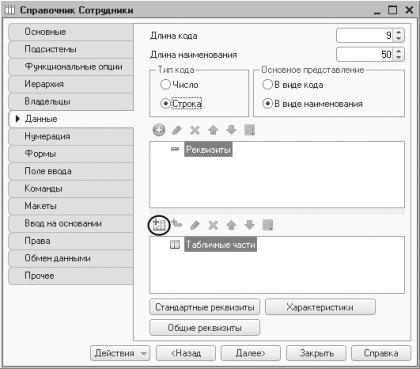 Справочник Сотрудники
Основные
Подсистемы
Функциональные опции
Иерархия
Владельцы
Данные
Нумерация
Формы
Поле ввода
Команды
Макеты
Ввод на основании
Права
Обмен данными
Прочее
Длина кода 9
Длина наименования 50
Тип кода
Число
Строка
Основное представление
В виде кода
В виде наименования
Реквизиты
Табличные части
Стандартные реквизиты Характеристики
Общие реквизиты
Действия <Назад Далее> Закрыть Справка